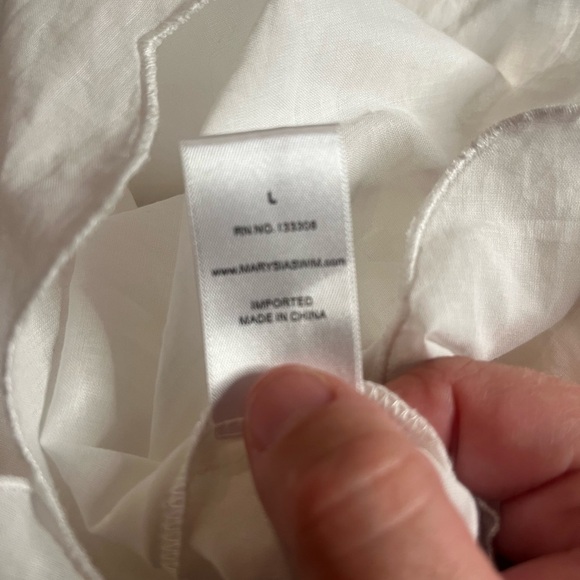 L
RN NO. 133308
www.MARYSIASWIM.com
IMPORTED
MADE IN CHINA